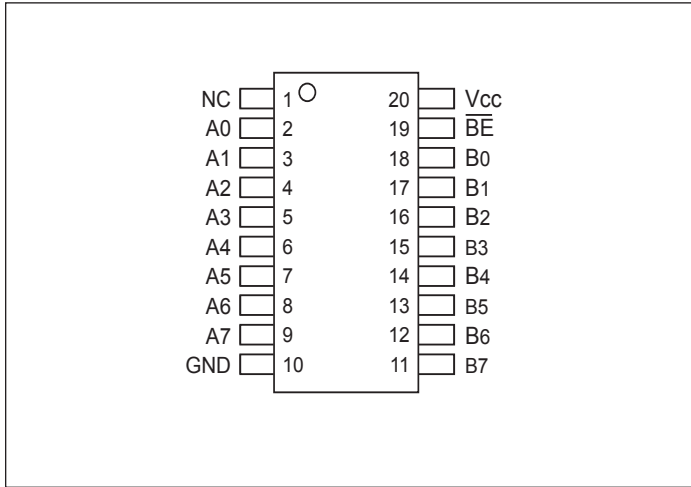 NC 1 20 Vcc
A0 2 19 B̅E̅
A1 3 18 B0
A2 4 17 B1
A3 5 16 B2
A4 6 15 B3
A5 7 14 B4
A6 8 13 B5
A7 9 12 B6
GND 10 11 B7